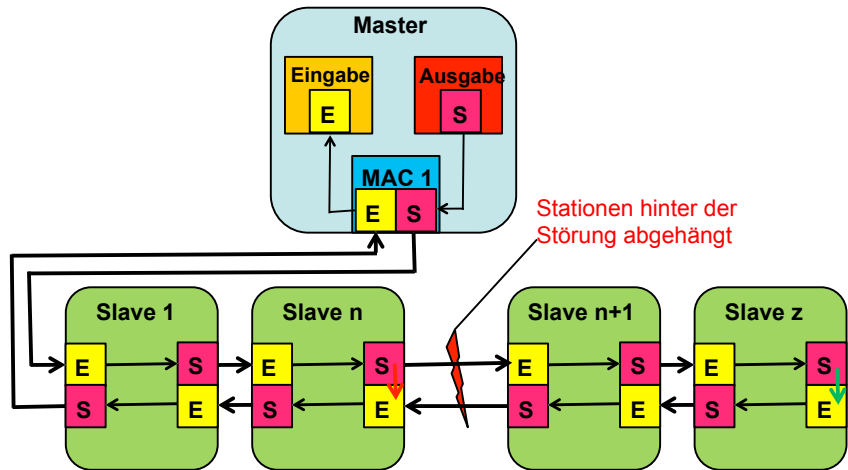 Master
Eingabe
Ausgabe
E
S
MAC 1
E S
Stationen hinter der
Störung abgehängt
Slave 1
Slave n
Slave n+1
Slave z
E S E S E S E S
S E S E S E S E